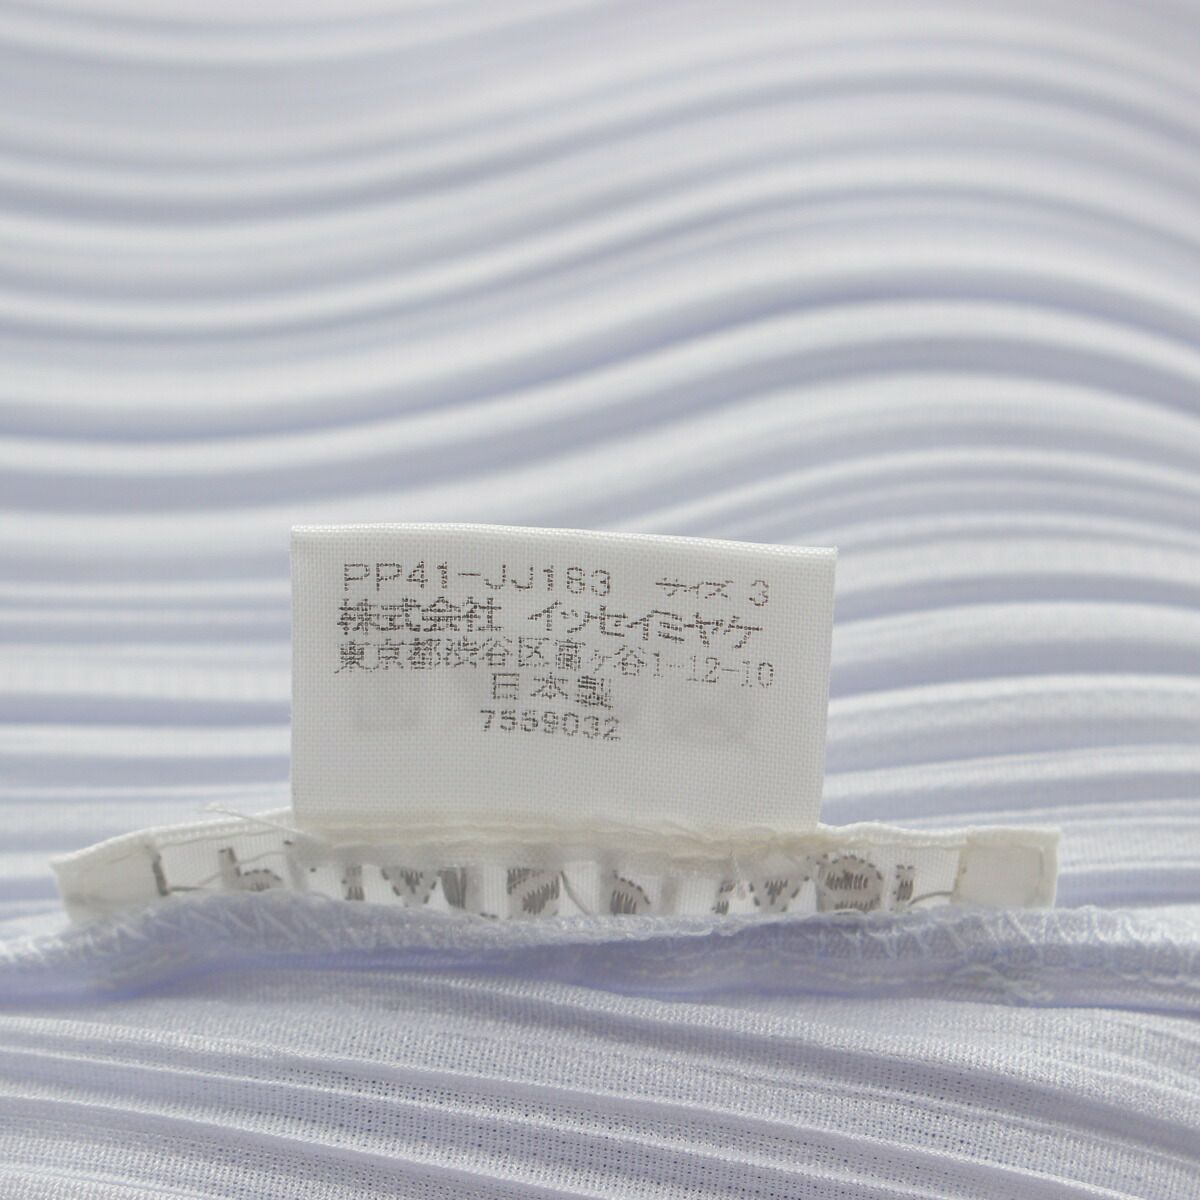 PP41-JJ183 サイズ 3
株式会社 イッセイミヤケ
東京都渋谷区富ヶ谷1-12-10
日本製
7559032